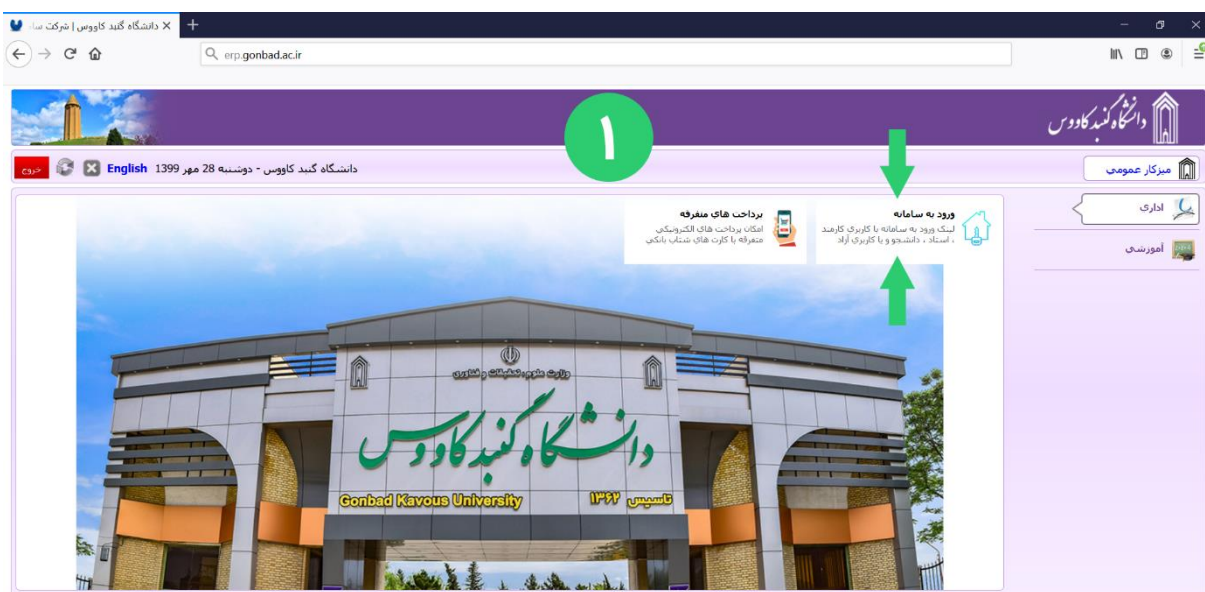 دانشگاه گنبد کاووس | شرکت سا
erp.gonbad.ac.ir
دانشگاه گنبد کاووس
۱
میزکار عمومی
دانشگاه گنبد کاووس - دوشنبه 28 مهر 1399 English
خروج
اداری
آموزشی
ورود به سامانه
لینک ورود به سامانه با کاربری کارمند
، استاد ، دانشجو و یا کاربری آزاد
پرداخت های متفرقه
امکان پرداخت های الکترونیکی
متفرقه با کارت های شتاب بانکی
وزارت علوم، تحقیقات و فناوری
دانشگاه گنبد کاووس
Gonbad Kavous University
تاسیس ۱۳۶۲